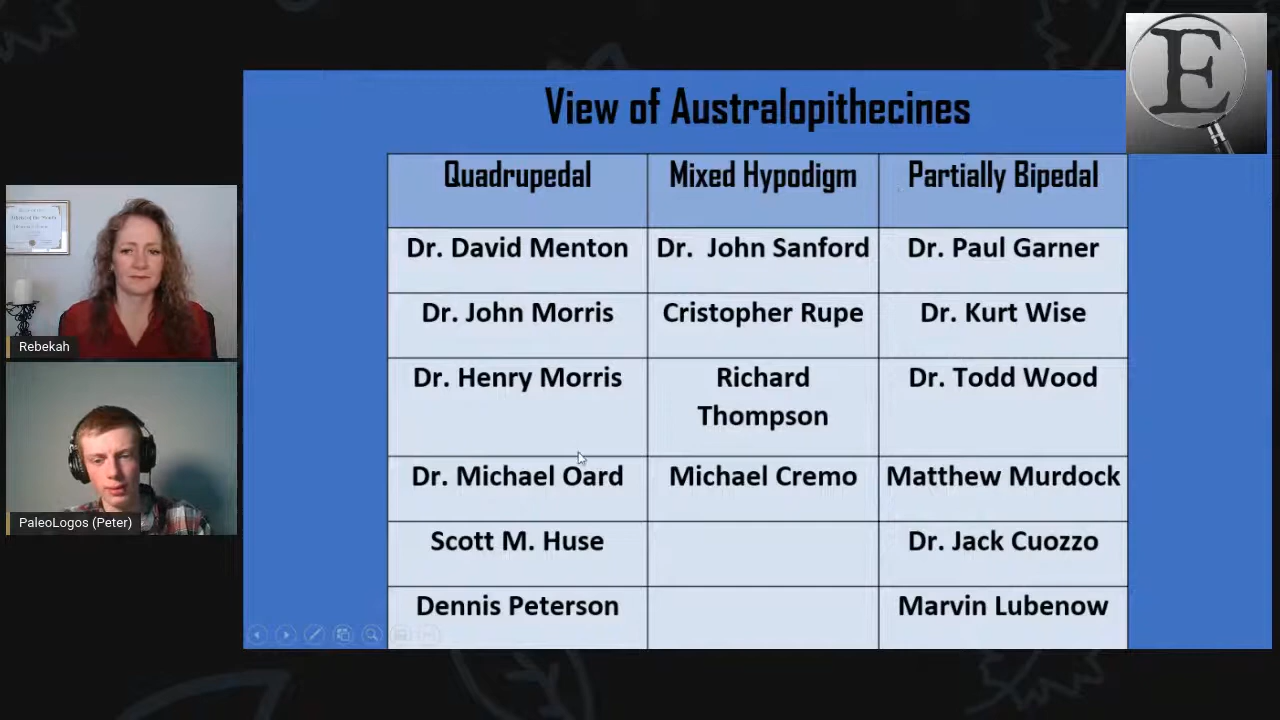 E
View of Australopithecines
Quadrupedal Mixed Hypodigm Partially Bipedal
Dr. David Menton Dr. John Sanford Dr. Paul Garner
Dr. John Morris Cristopher Rupe Dr. Kurt Wise
Dr. Henry Morris Richard Dr. Todd Wood
Thompson
Dr. Michael Oard Michael Cremo Matthew Murdock
Scott M. Huse Dr. Jack Cuozzo
Dennis Peterson Marvin Lubenow
Rebekah
PaleoLogos (Peter)